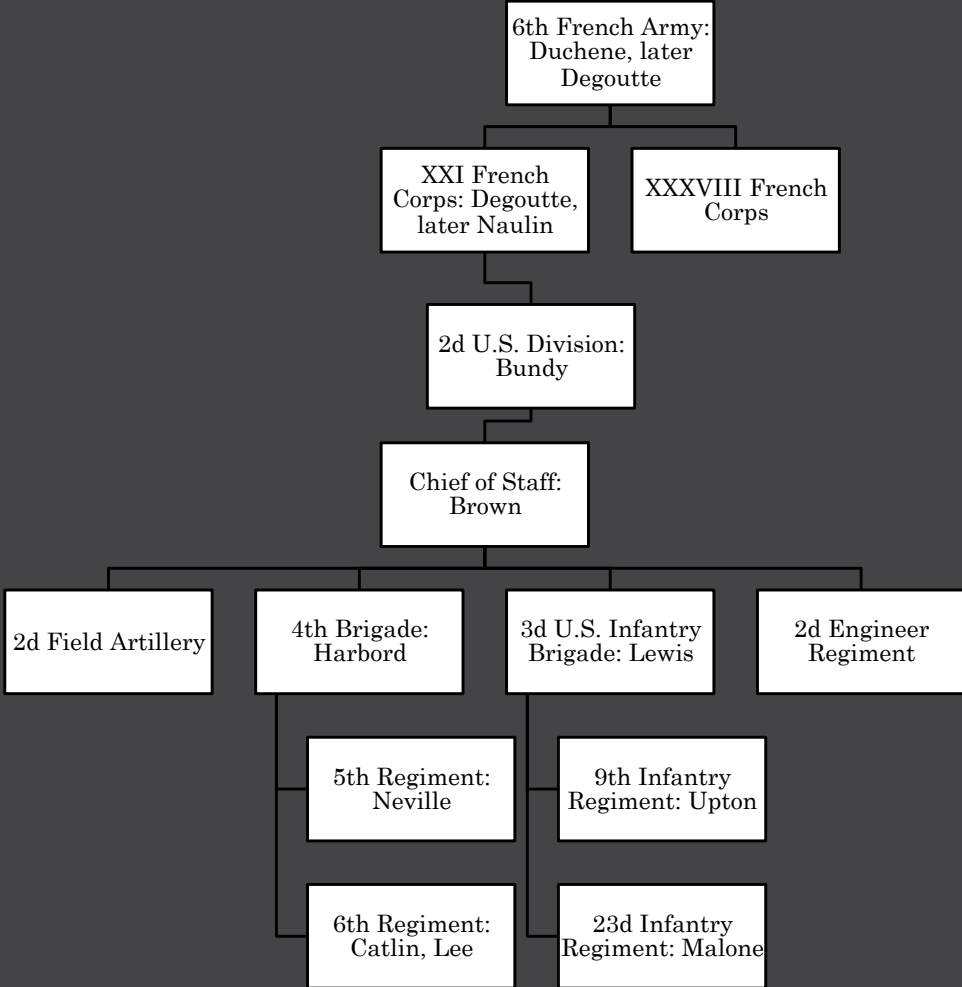 6th French Army:
Duchene, later
Degoutte
XXI French
Corps: Degoutte,
later Naulin
XXXVIII French
Corps
2d U.S. Division:
Bundy
Chief of Staff:
Brown
2d Field Artillery
4th Brigade:
Harbord
3d U.S. Infantry
Brigade: Lewis
2d Engineer
Regiment
5th Regiment:
Neville
9th Infantry
Regiment: Upton
6th Regiment:
Catlin, Lee
23d Infantry
Regiment: Malone